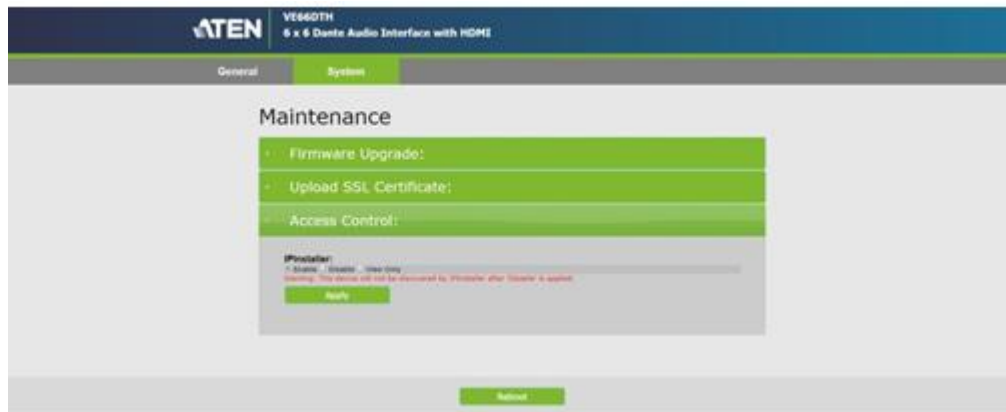 ATEN
VE66DTH
6 x 6 Dante Audio Interface with HDMI
General
System
Maintenance
Firmware Upgrade:
Upload SSL Certificate:
Access Control:
IPInstaller:
Enable Disable View Only
Warning: This device will not be discovered by IPInstaller after 'Disable' is applied.
Apply
Reboot